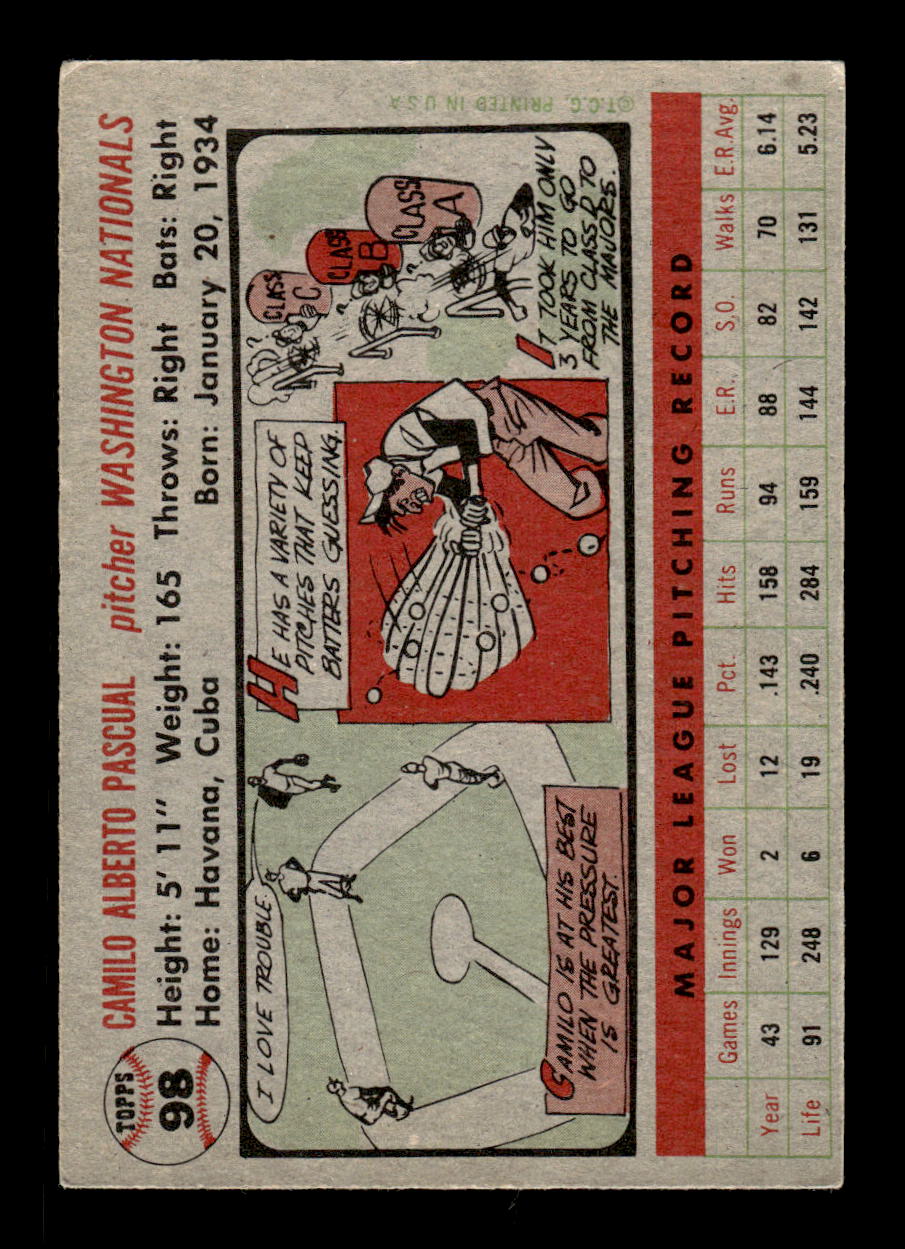 TOPPS
98
CAMILO ALBERTO PASCUAL pitcher WASHINGTON NATIONALS
Height: 5' 11" Weight: 165 Throws: Right Bats: Right
Home: Havana, Cuba Born: January 20, 1934
I LOVE TROUBLE
CAMILO IS AT HIS BEST
WHEN THE PRESSURE
IS GREATEST.
HE HAS A VARIETY OF
PITCHES THAT KEEP
BATTERS GUESSING.
CLASS
C
CLASS
B
CLASS
A
IT TOOK HIM ONLY
3 YEARS TO GO
FROM CLASS D TO
THE MAJORS.
©T.C.G. PRINTED IN U S A
MAJOR LEAGUE PITCHING RECORD
Games Innings Won Lost Pct. Hits Runs E.R. S.O. Walks E.R.Avg.
Year 43 129 2 12 .143 158 94 88 82 70 6.14
Life 91 248 6 19 .240 284 159 144 142 131 5.23